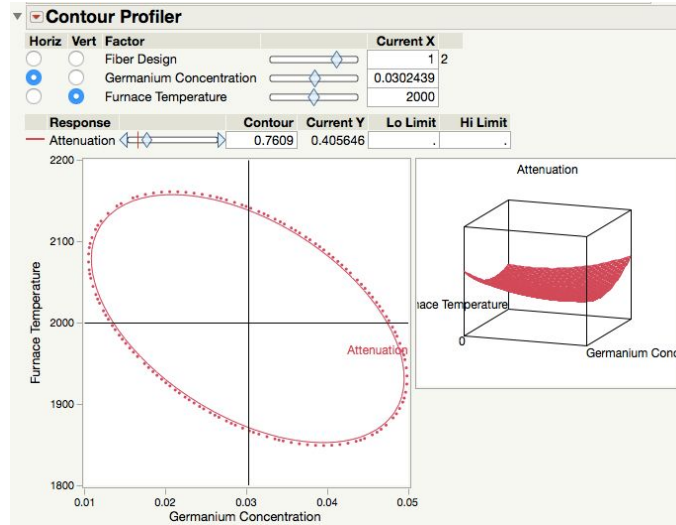 Contour Profiler
Horiz Vert Factor Current X
Fiber Design 1 2
Germanium Concentration 0.0302439
Furnace Temperature 2000
Response Contour Current Y Lo Limit Hi Limit
Attenuation 0.7609 0.405646 . .
2200
2100
2000
1900
1800
Furnace Temperature
Attenuation
0.01 0.02 0.03 0.04 0.05
Germanium Concentration
Attenuation
nace Temperature
0
Germanium Conc